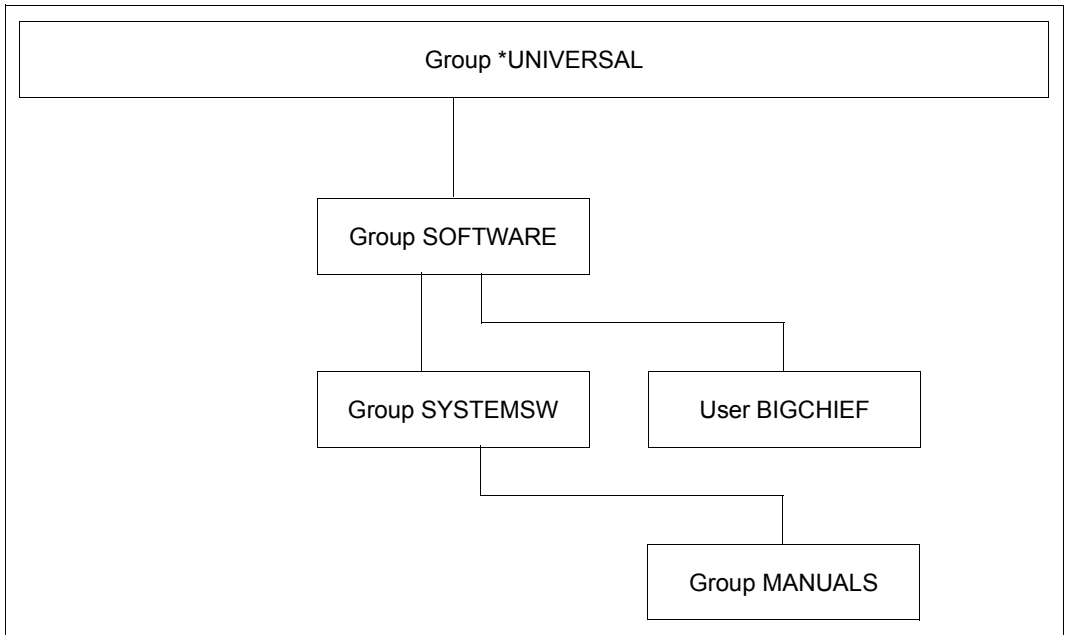 Group *UNIVERSAL
Group SOFTWARE
Group SYSTEMSW
User BIGCHIEF
Group MANUALS